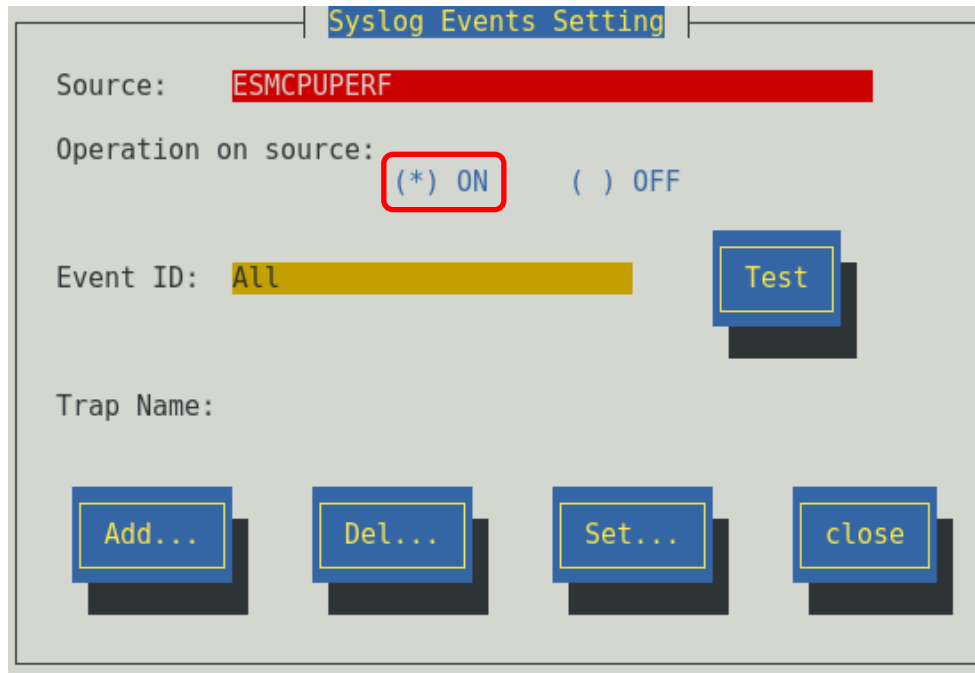 Syslog Events Setting
Source: ESMCPUPERF
Operation on source:
(*) ON ( ) OFF
Event ID: All
Test
Trap Name:
Add... Del... Set... close